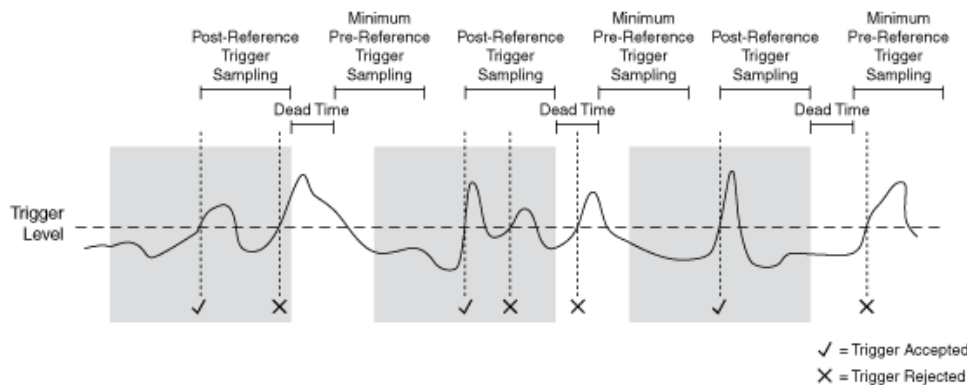 Post-Reference
Trigger
Sampling
Minimum
Pre-Reference
Trigger
Sampling
Post-Reference
Trigger
Sampling
Minimum
Pre-Reference
Trigger
Sampling
Post-Reference
Trigger
Sampling
Minimum
Pre-Reference
Trigger
Sampling
Dead Time
Dead Time
Dead Time
Trigger
Level
✓ = Trigger Accepted
✕ = Trigger Rejected